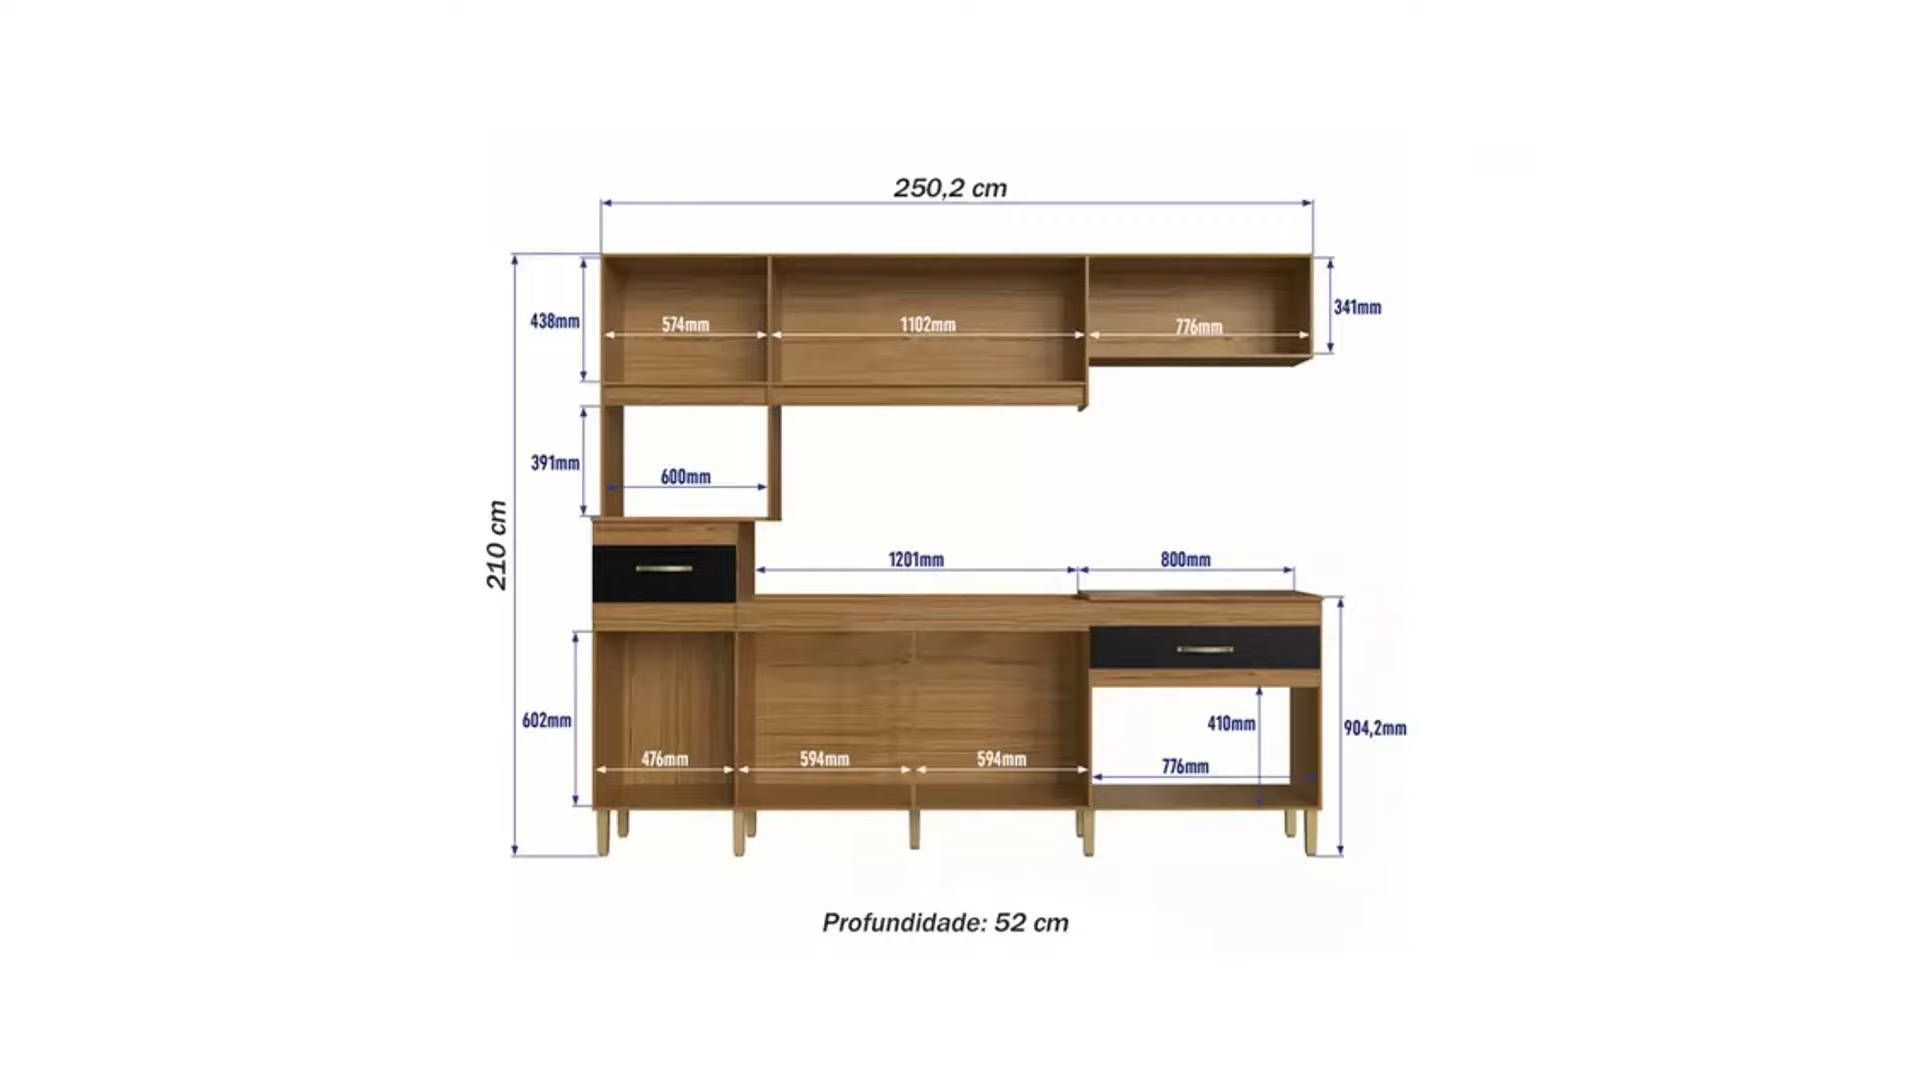 250,2 cm
438mm
574mm
1102mm
776mm
341mm
391mm
600mm
210 cm
1201mm
800mm
602mm
476mm
594mm
594mm
410mm
776mm
904,2mm
Profundidade: 52 cm